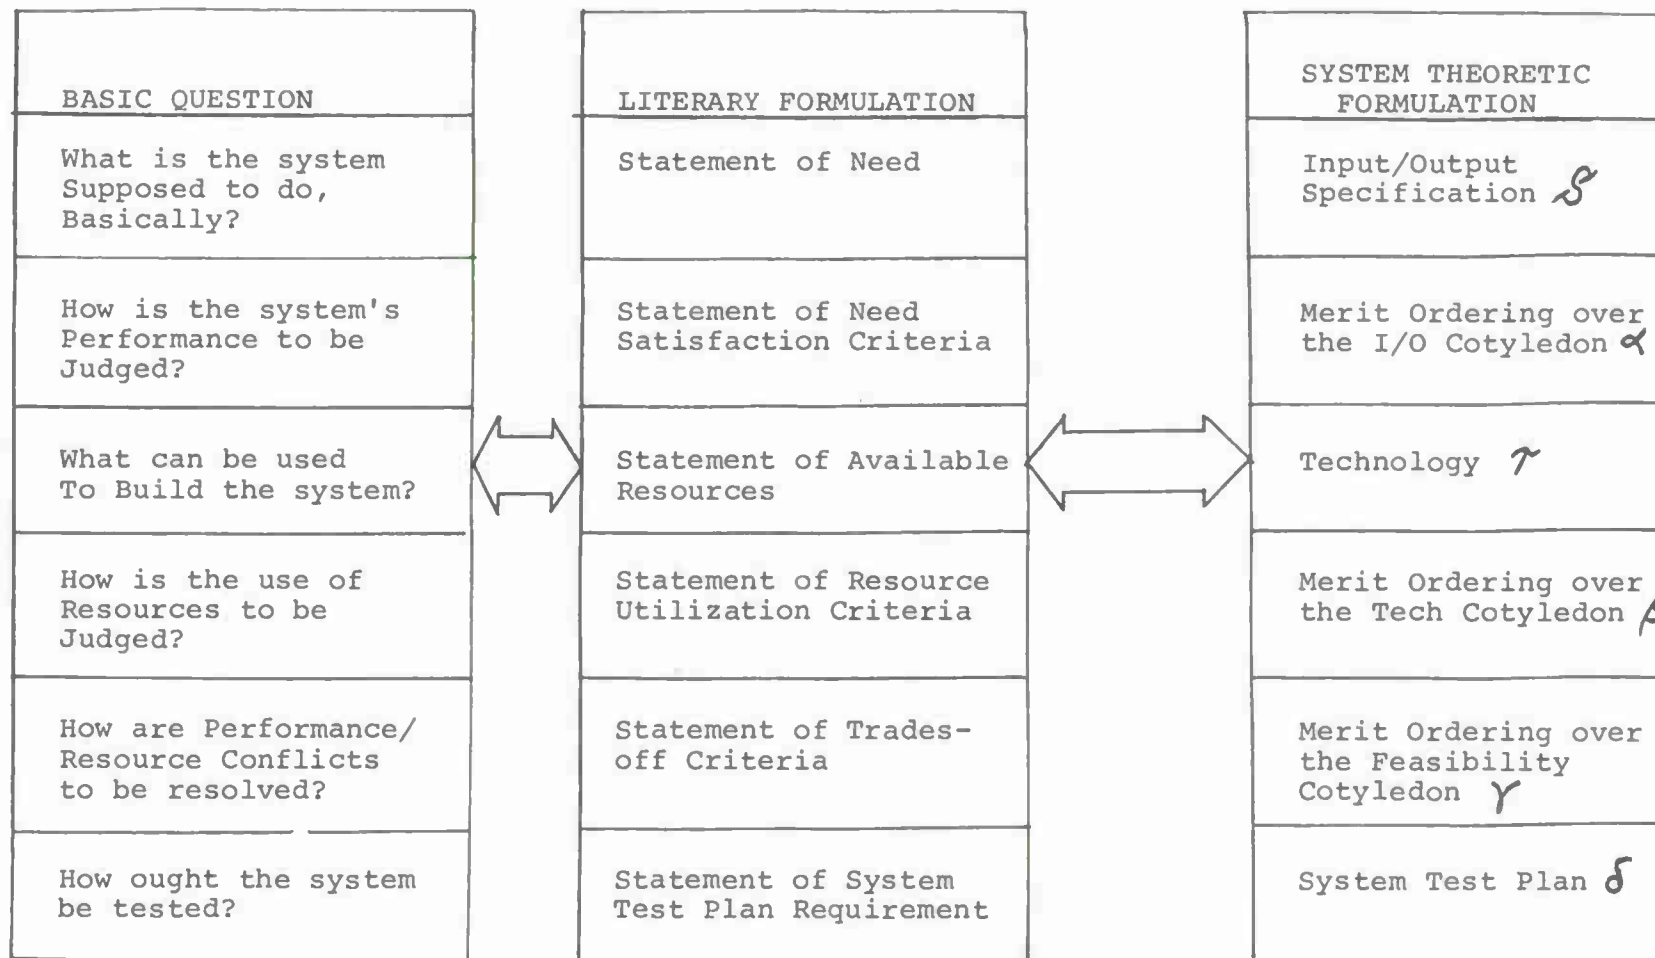 BASIC QUESTION
What is the system
Supposed to do,
Basically?
How is the system's
Performance to be
Judged?
What can be used
To Build the system?
How is the use of
Resources to be
Judged?
How are Performance/
Resource Conflicts
to be resolved?
How ought the system
be tested?
LITERARY FORMULATION
Statement of Need
Statement of Need
Satisfaction Criteria
Statement of Available
Resources
Statement of Resource
Utilization Criteria
Statement of Trades-
off Criteria
Statement of System
Test Plan Requirement
SYSTEM THEORETIC
FORMULATION
Input/Output
Specification S
Merit Ordering over
the I/O Cotyledon α
Technology T
Merit Ordering over
the Tech Cotyledon β
Merit Ordering over
the Feasibility
Cotyledon γ
System Test Plan δ